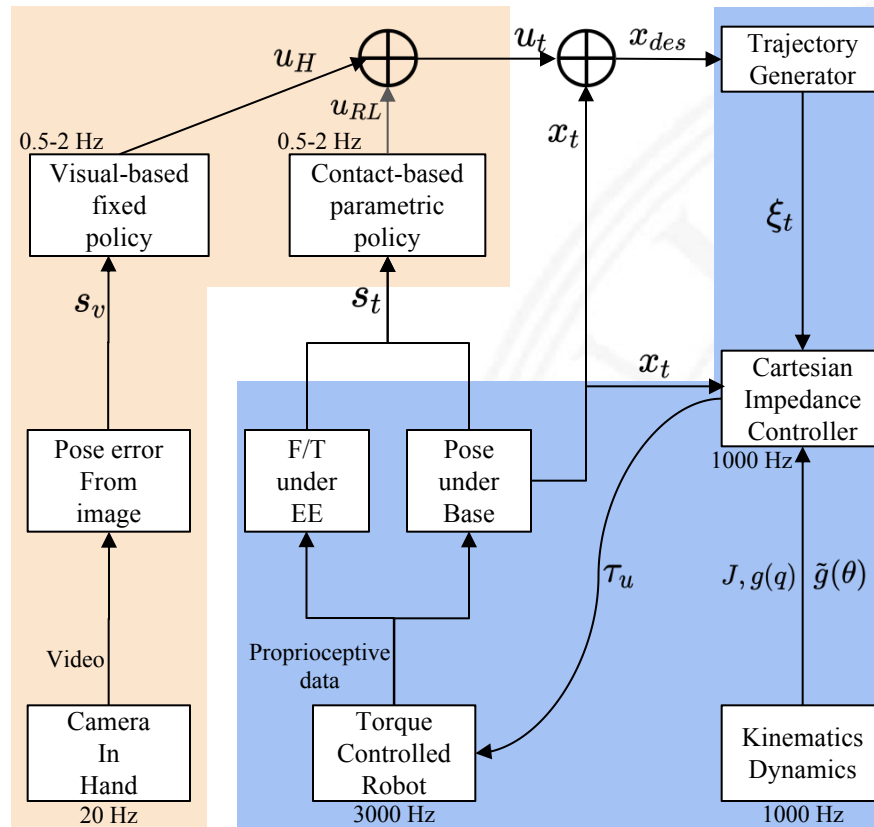 u_H
u_t
x_des
Trajectory
Generator
u_RL
0.5-2 Hz
0.5-2 Hz
x_t
Visual-based
fixed
policy
Contact-based
parametric
policy
ξ_t
s_v
s_t
x_t
Cartesian
Impedance
Controller
1000 Hz
Pose error
From
image
F/T
under
EE
Pose
under
Base
τ_u
J, g(q) g̃(θ)
Video
Proprioceptive
data
Camera
In
Hand
20 Hz
Torque
Controlled
Robot
3000 Hz
Kinematics
Dynamics
1000 Hz